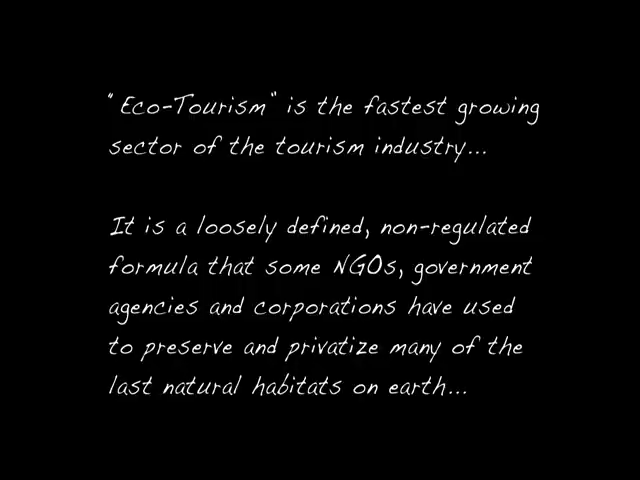 "Eco-Tourism" is the fastest growing
sector of the tourism industry...
It is a loosely defined, non-regulated
formula that some NGOs, government
agencies and corporations have used
to preserve and privatize many of the
last natural habitats on earth...